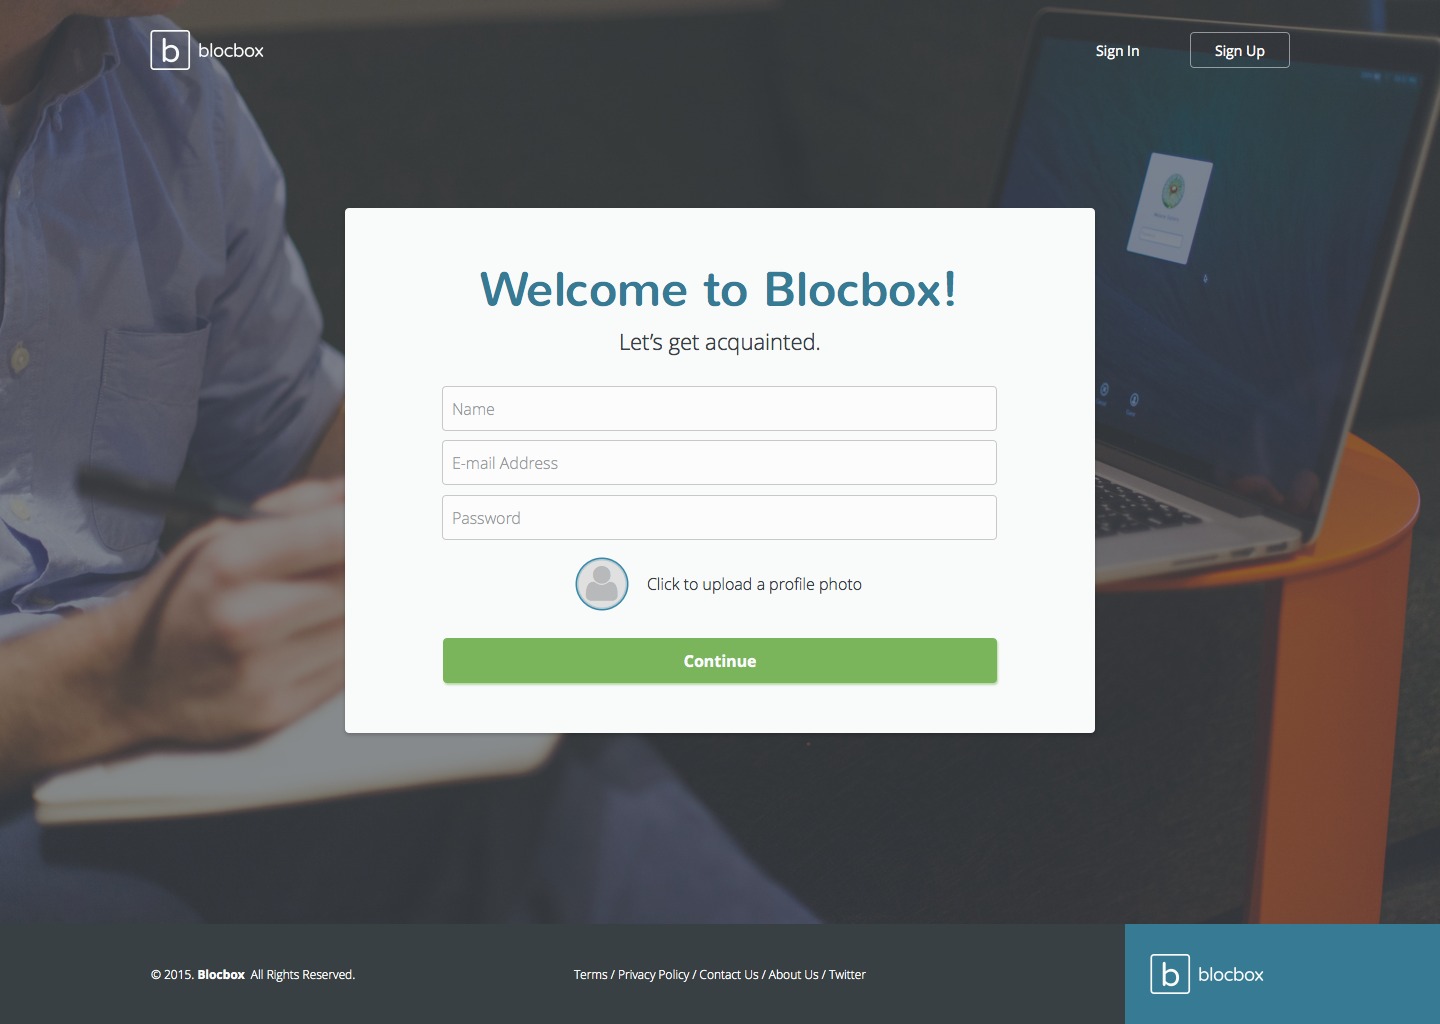 b blocbox
Sign In
Sign Up
Welcome to Blocbox!
Let's get acquainted.
Name
E-mail Address
Password
Click to upload a profile photo
Continue
© 2015. Blocbox All Rights Reserved.
Terms / Privacy Policy / Contact Us / About Us / Twitter
b blocbox